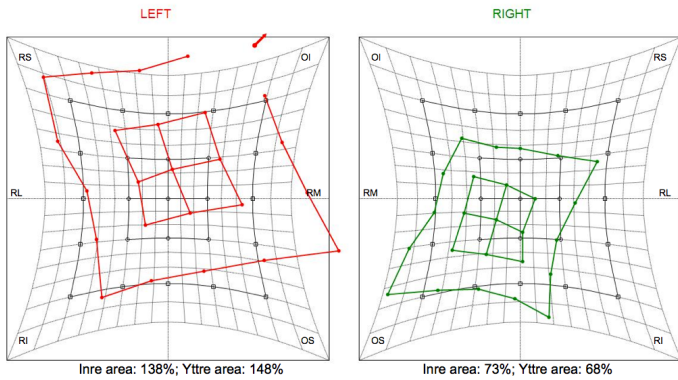 LEFT
RIGHT
RS
OI
OI
RS
RL
RM
RM
RL
RI
OS
OS
RI
Inre area: 138%; Yttre area: 148%
Inre area: 73%; Yttre area: 68%